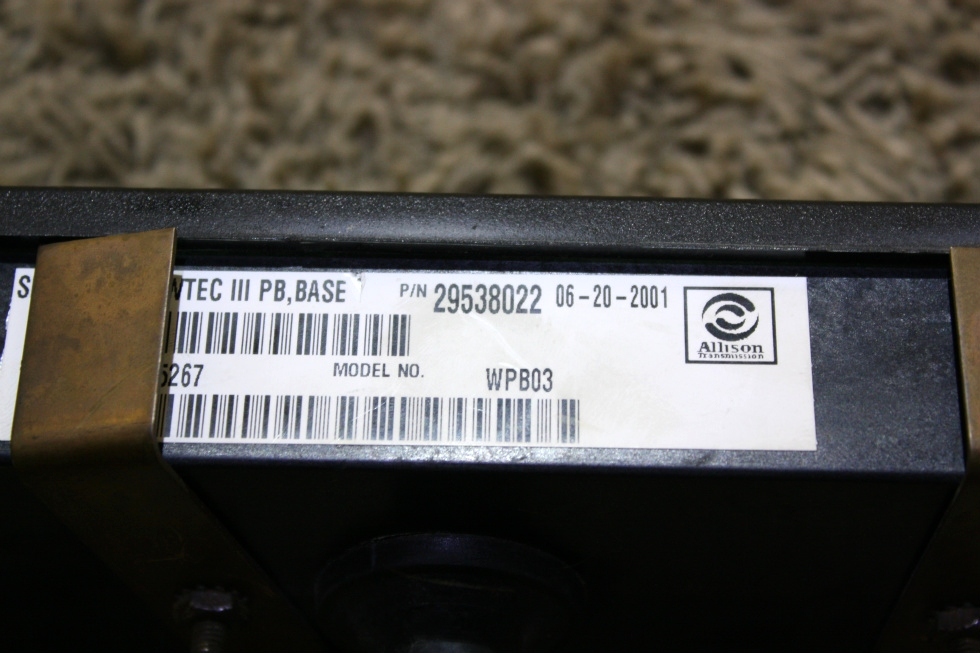 S NTEC III PB,BASE P/N 29538022 06-20-2001
5267 MODEL NO. WPB03
Allison
Transmission